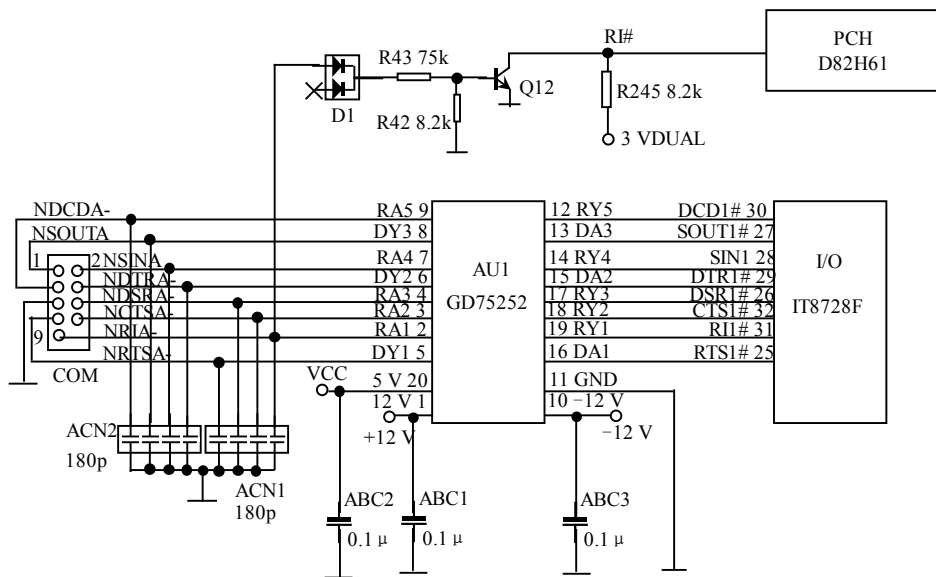 RI#
PCH
D82H61
R43 75k
Q12
D1
R42 8.2k
R245 8.2k
3 VDUAL
NDCDA-
RA5 9
12 RY5
DCD1# 30
NSOUTA
DY3 8
13 DA3
SOUT1# 27
1
2
NSINA
RA4 7
14 RY4
SIN1 28
NDTRA-
DY2 6
15 DA2
DTR1# 29
NDSRA-
RA3 4
17 RY3
DSR1# 26
NCTSA-
RA2 3
18 RY2
CTS1# 32
9
NRIA-
RA1 2
19 RY1
RI1# 31
NRTSA-
DY1 5
16 DA1
RTS1# 25
AU1
GD75252
I/O
IT8728F
COM
VCC
5 V 20
11 GND
12 V 1
10 −12 V
+12 V
−12 V
ACN2
180p
ACN1
180p
ABC2
0.1 μ
ABC1
0.1 μ
ABC3
0.1 μ